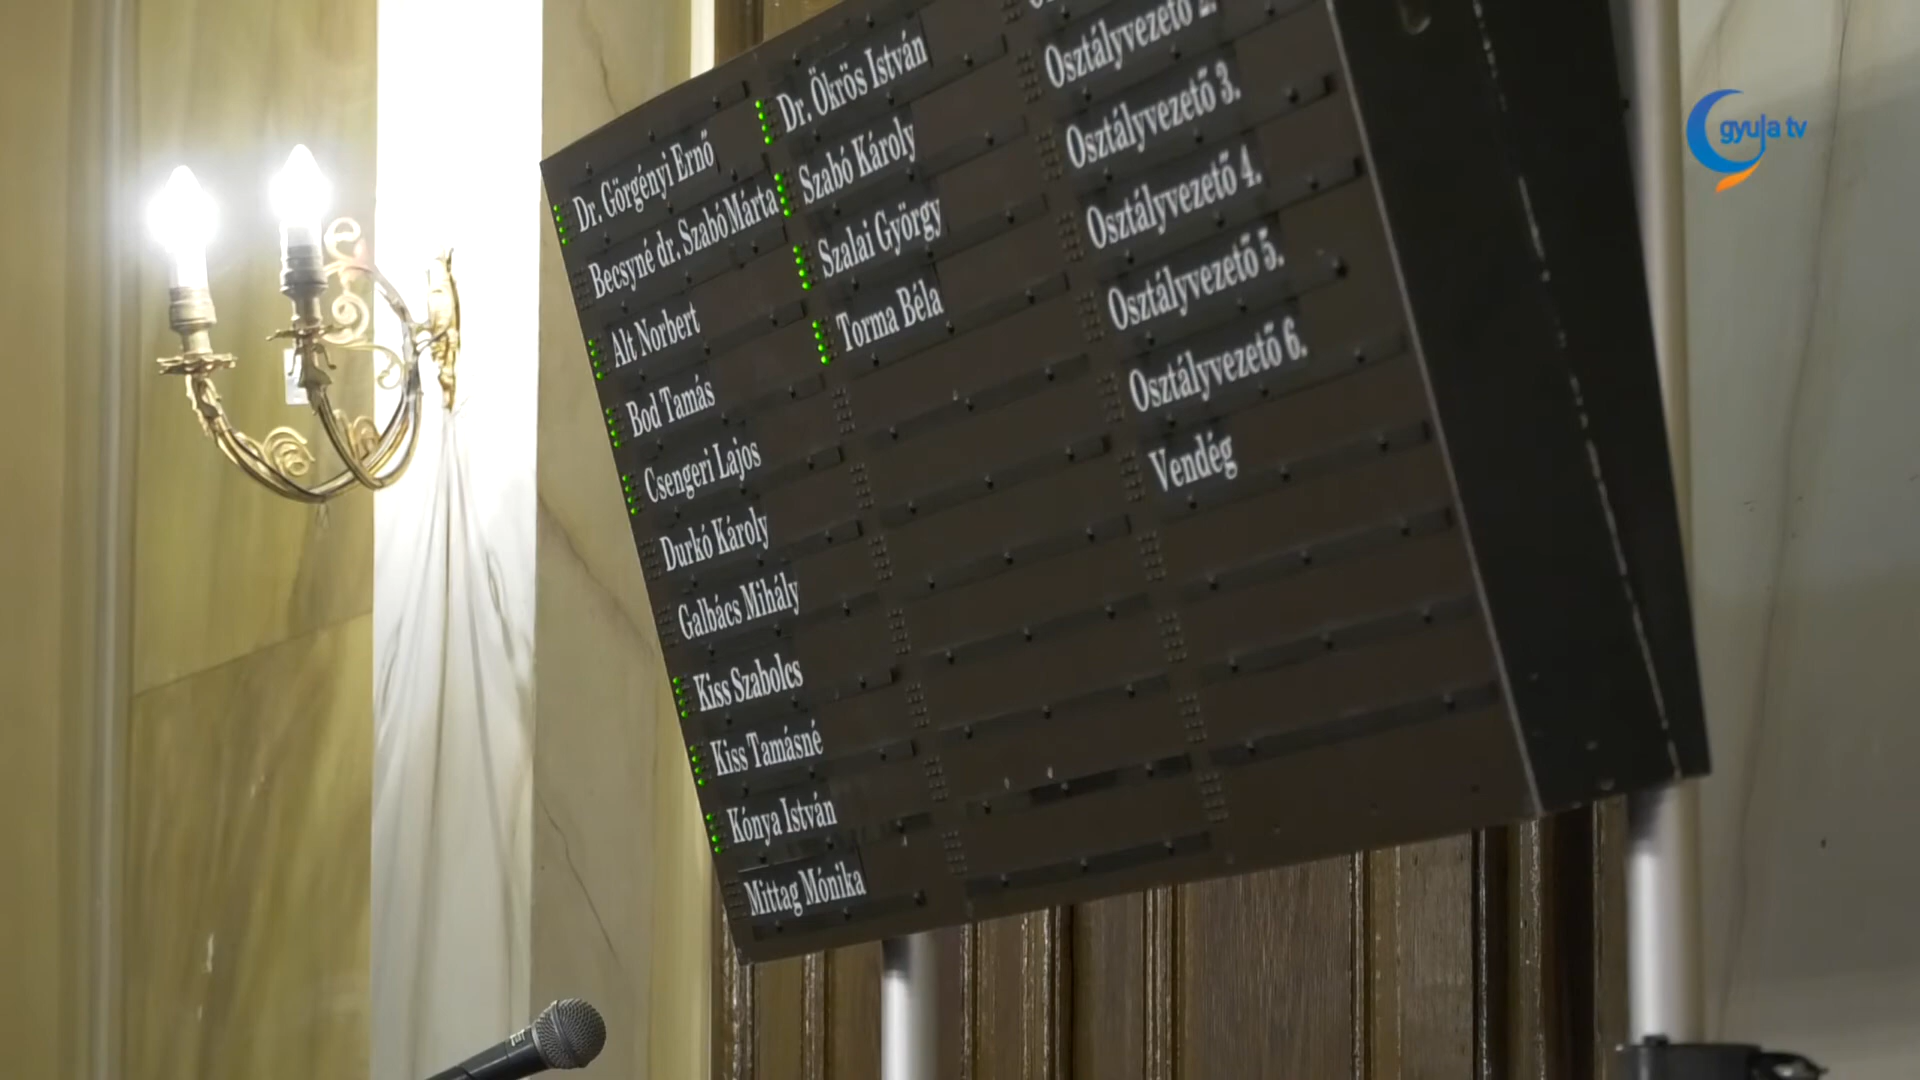 Dr. Görgényi Ernő
Becsyné dr. Szabó Márta
Alt Norbert
Bod Tamás
Csengeri Lajos
Durkó Károly
Galbács Mihály
Kiss Szabolcs
Kiss Tamásné
Kónya István
Mittag Mónika
Dr. Ökrös István
Szabó Károly
Szalai György
Torma Béla
Osztályvezető 2.
Osztályvezető 3.
Osztályvezető 4.
Osztályvezető 5.
Osztályvezető 6.
Vendég
gyula tv